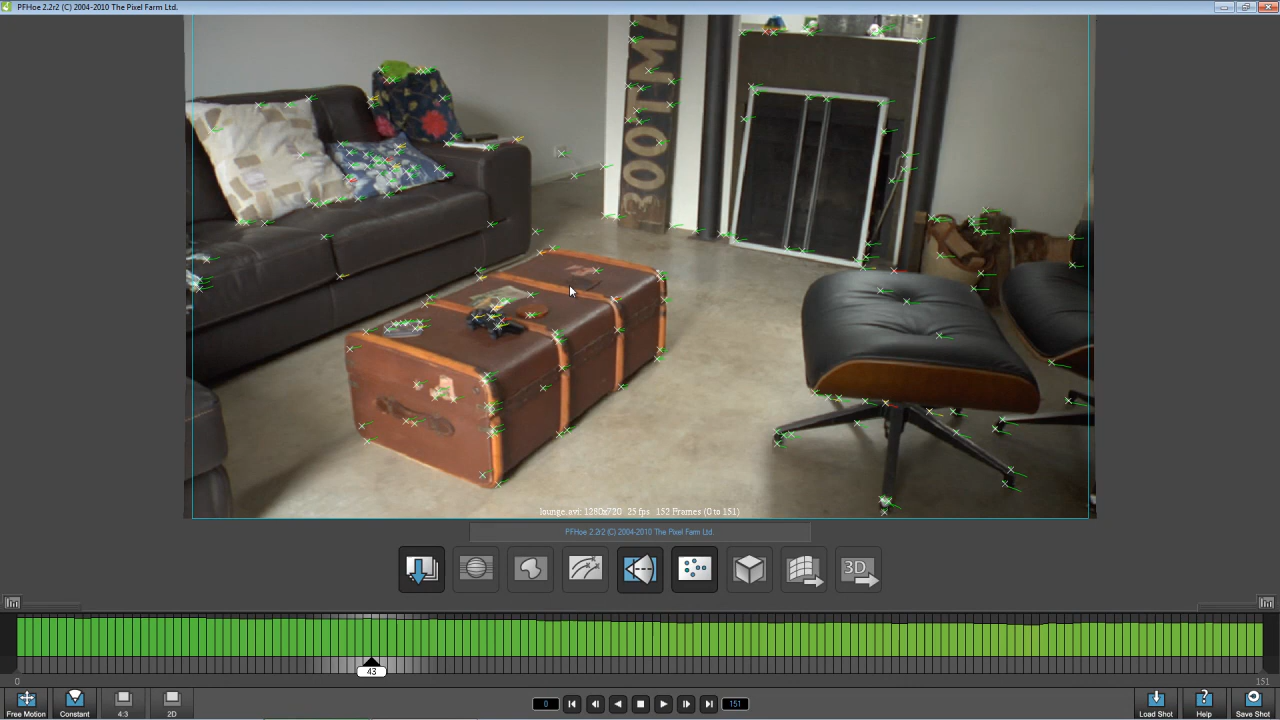 PFHoe 2.2r2 (C) 2004-2010 The Pixel Farm Ltd.
BOOTMA
lounge.avi: 1280x720 25 fps 152 Frames (0 to 151)
PFHoe 2.2r2 (C) 2004-2010 The Pixel Farm Ltd.
3D
43
0
151
Free Motion
Constant
4:3
2D
0
151
Load Shot
?
Help
Save Shot